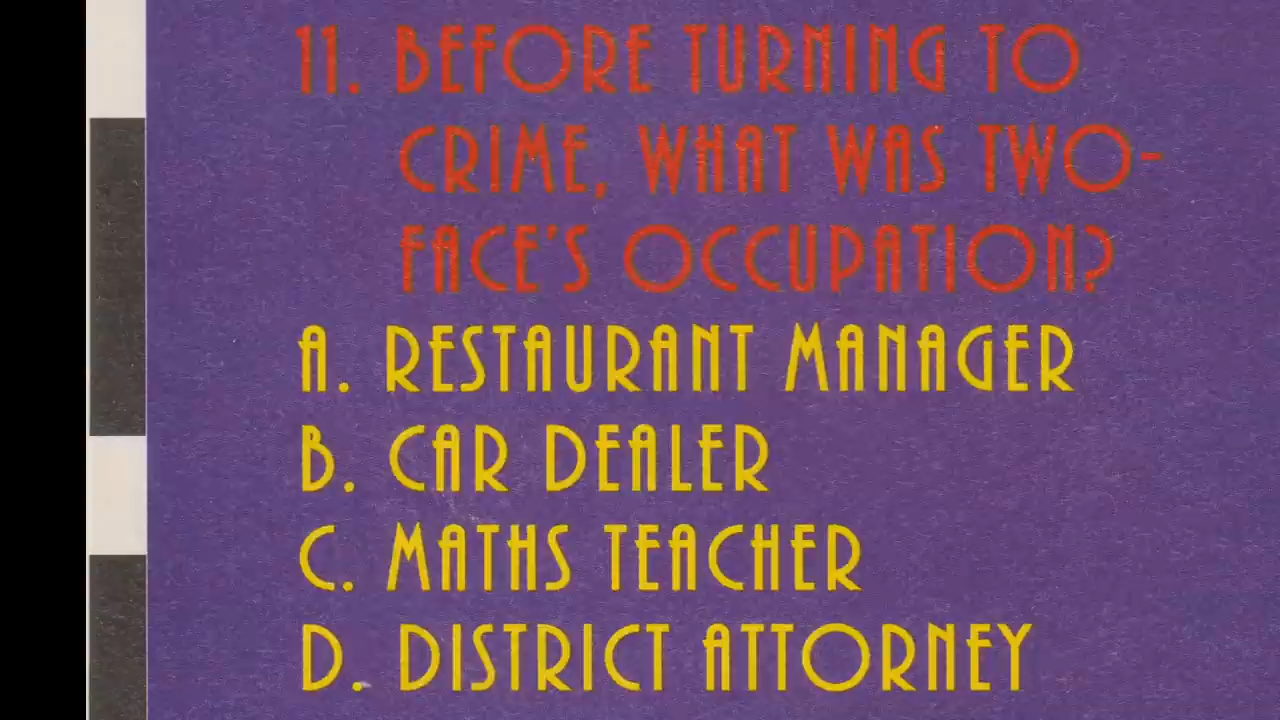 11. BEFORE TURNING TO
CRIME, WHAT WAS TWO-
FACE'S OCCUPATION?
A. RESTAURANT MANAGER
B. CAR DEALER
C. MATHS TEACHER
D. DISTRICT ATTORNEY